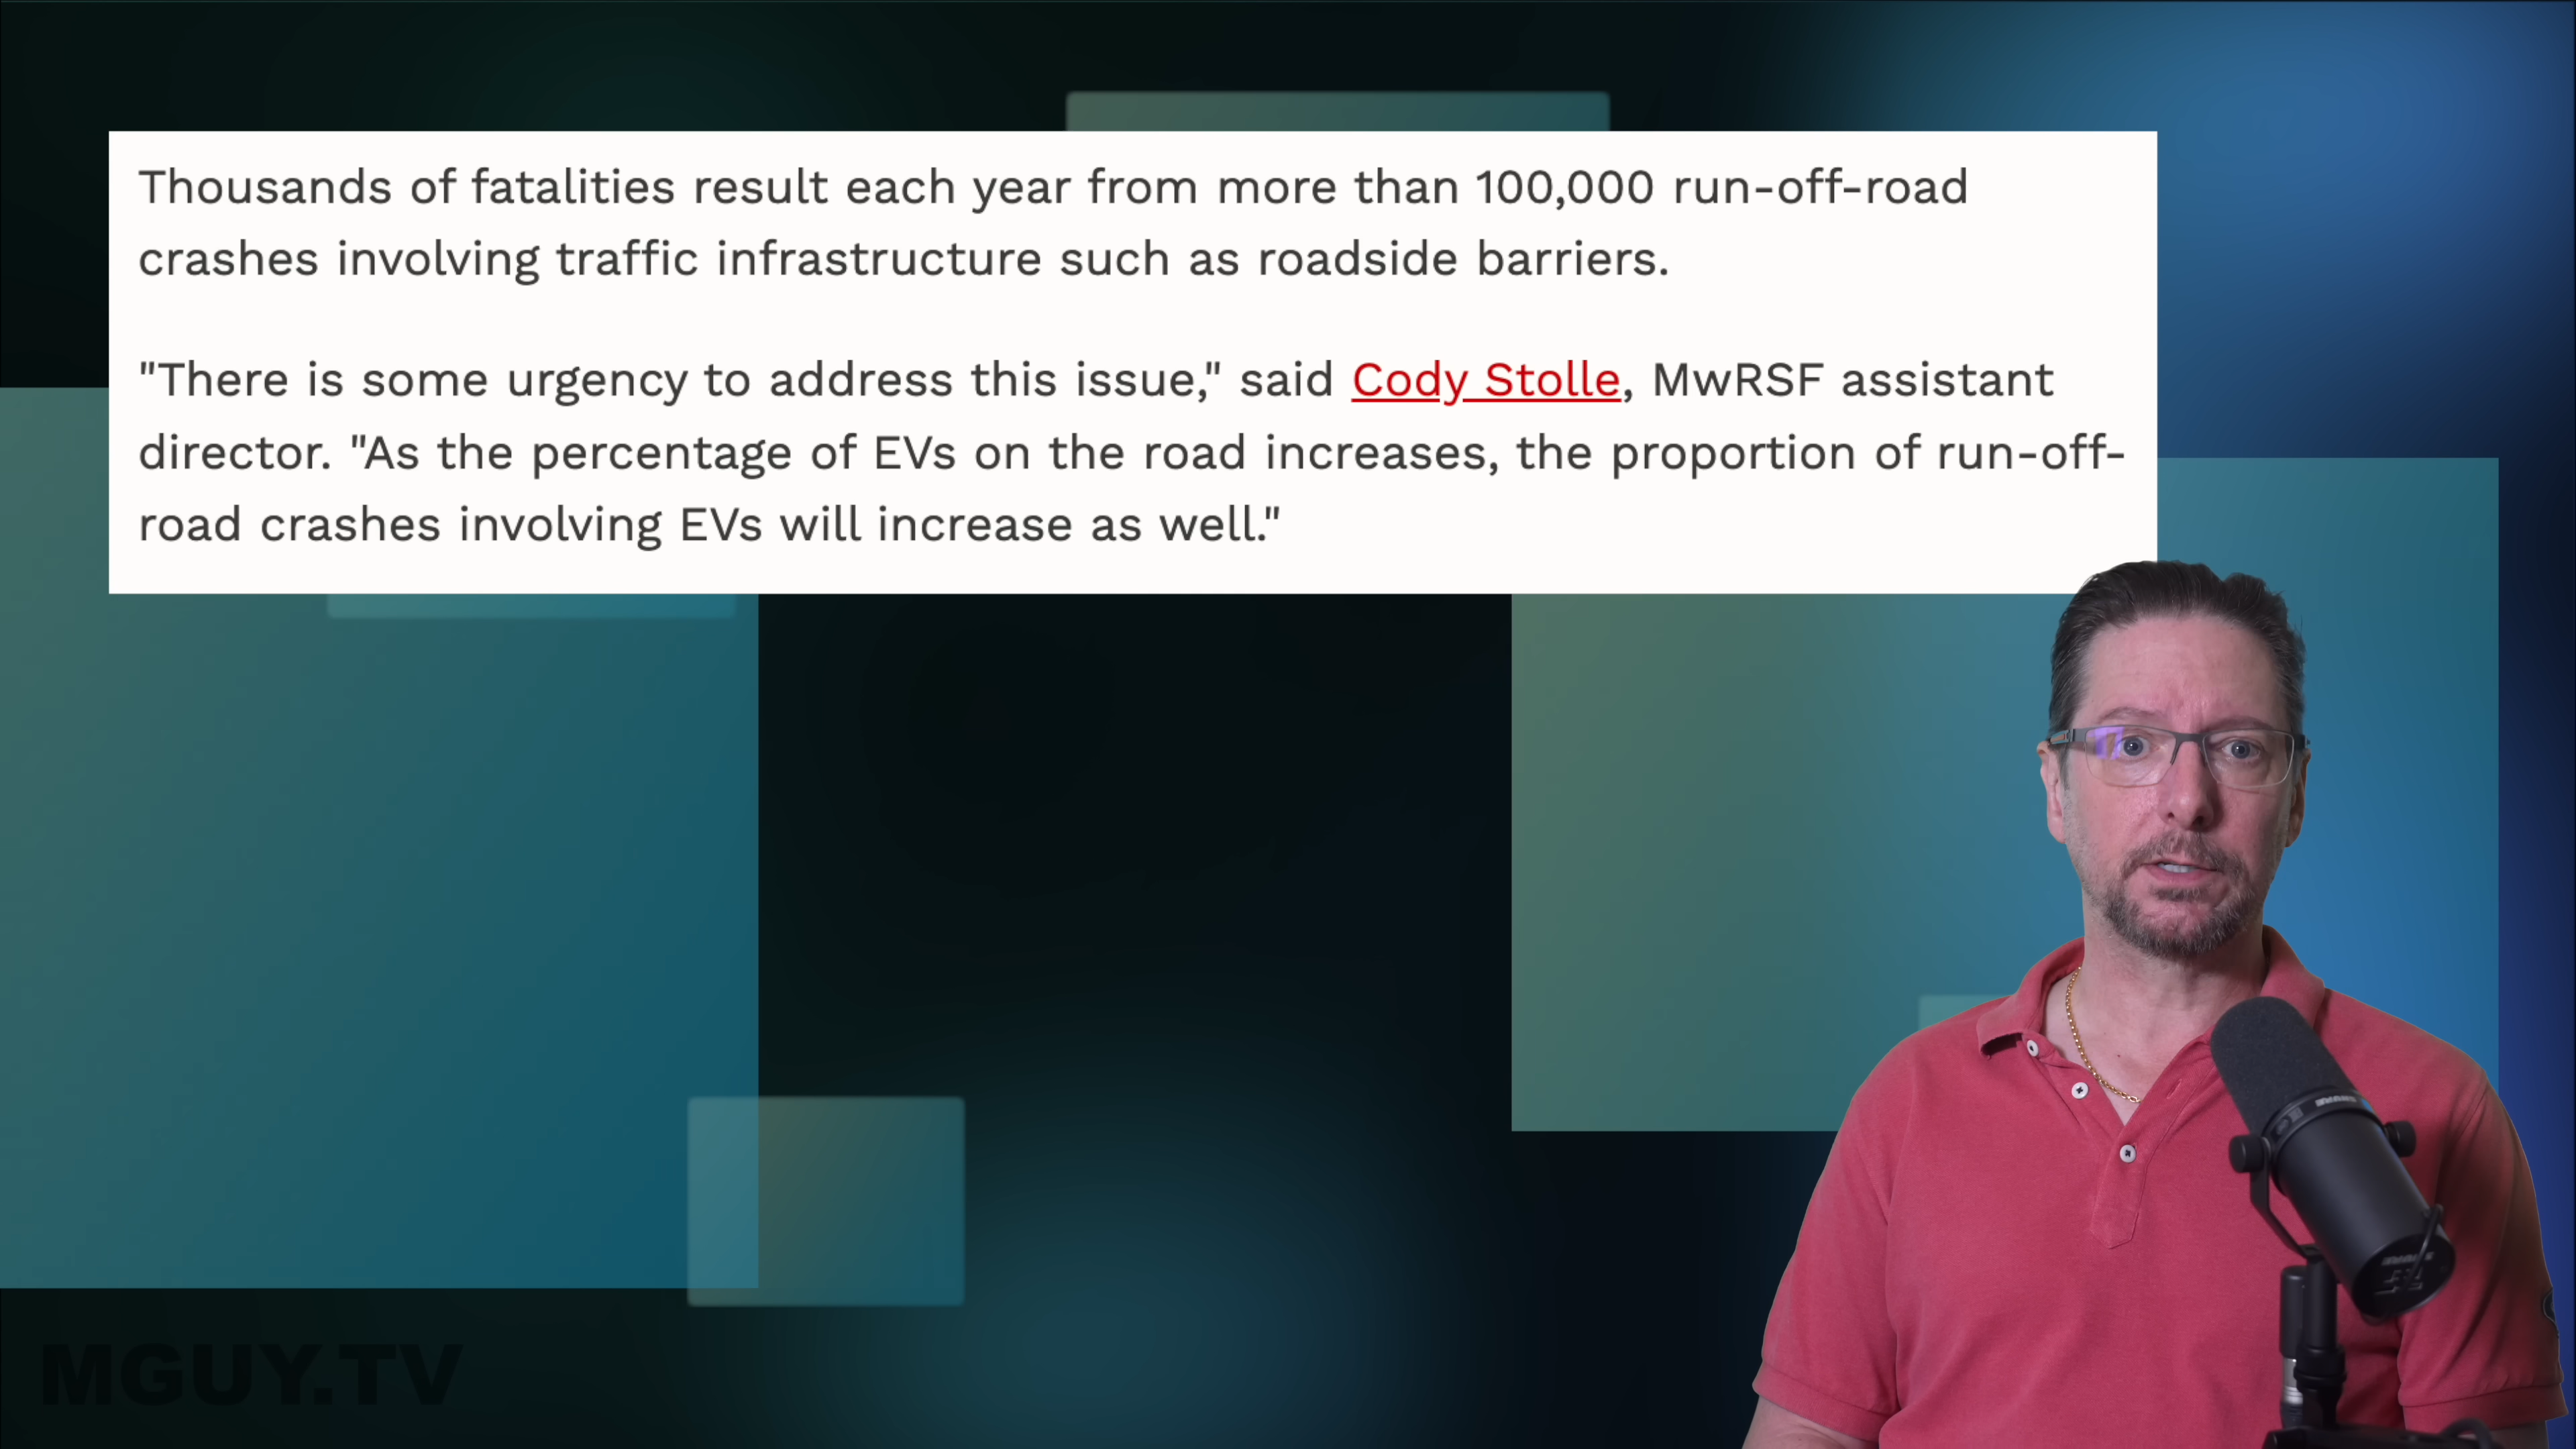 Thousands of fatalities result each year from more than 100,000 run-off-road
crashes involving traffic infrastructure such as roadside barriers.
"There is some urgency to address this issue," said Cody Stolle, MwRSF assistant
director. "As the percentage of EVs on the road increases, the proportion of run-off-
road crashes involving EVs will increase as well."
SHURE
MGUY.TV